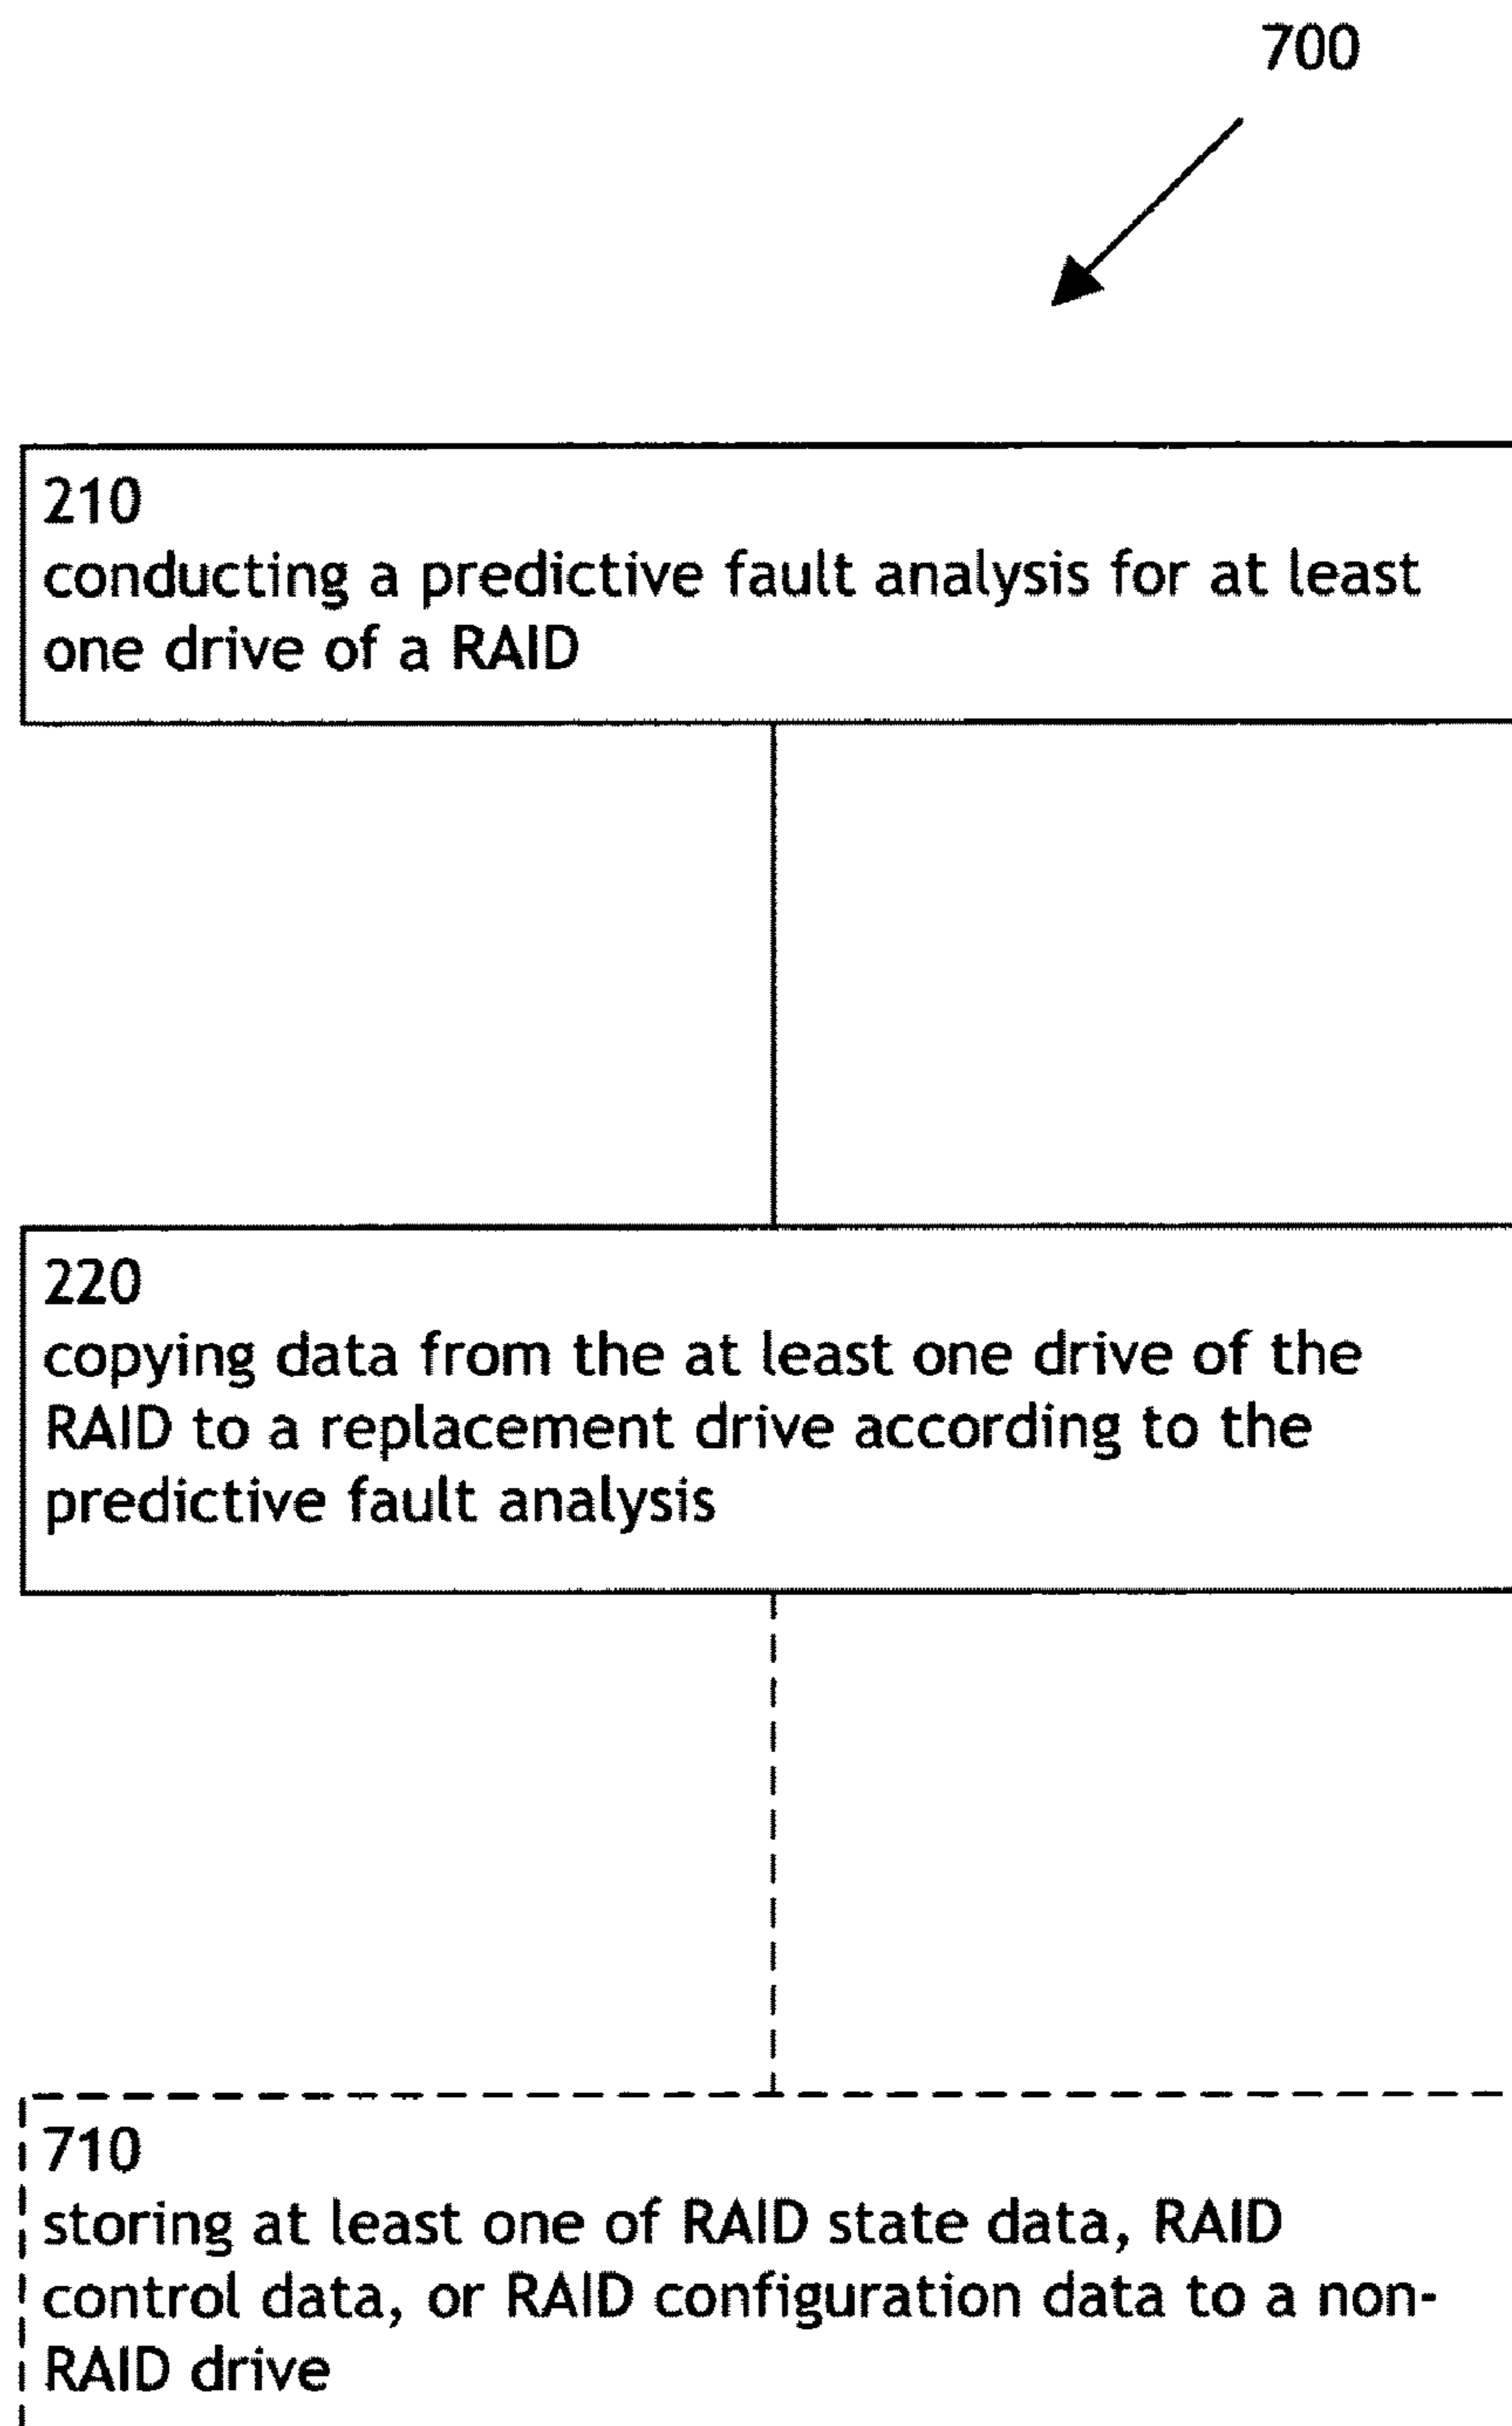 700
210
conducting a predictive fault analysis for at least
one drive of a RAID
220
copying data from the at least one drive of the
RAID to a replacement drive according to the
predictive fault analysis
710
storing at least one of RAID state data, RAID
control data, or RAID configuration data to a non-
RAID drive